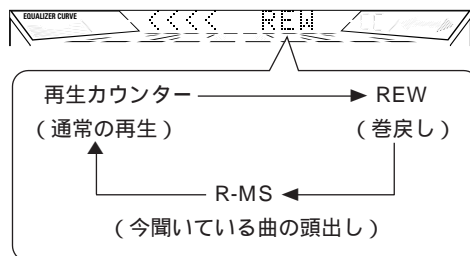 EQUALIZER CURVE <<<< REW
再生カウンター REW
(通常の再生) (巻戻し)
R-MS
(今聞いている曲の頭出し)